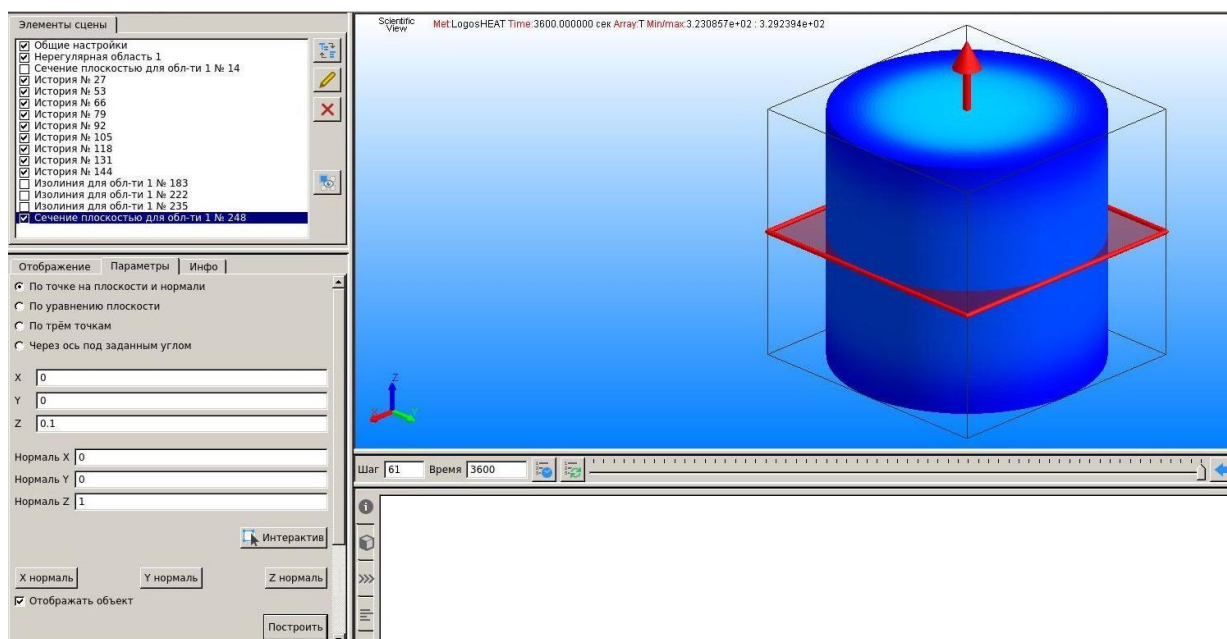 Элементы сцены
Общие настройки
Нерегулярная область 1
Сечение плоскостью для обл-ти 1 № 14
История № 27
История № 53
История № 66
История № 79
История № 92
История № 105
История № 118
История № 131
История № 144
Изолиния для обл-ти 1 № 183
Изолиния для обл-ти 1 № 222
Изолиния для обл-ти 1 № 235
Сечение плоскостью для обл-ти 1 № 248
Отображение Параметры Инфо
По точке на плоскости и нормали
По уравнению плоскости
По трём точкам
Через ось под заданным углом
X 0
Y 0
Z 0.1
Нормаль X 0
Нормаль Y 0
Нормаль Z 1
Интерактив
X нормаль Y нормаль Z нормаль
Отображать объект
Построить
Scientific View
Met:LogosHEAT Time:3600.000000 сек Array:T Min/max:3.230857e+02 : 3.292394e+02
Z
X Y
Шаг 61 Время 3600